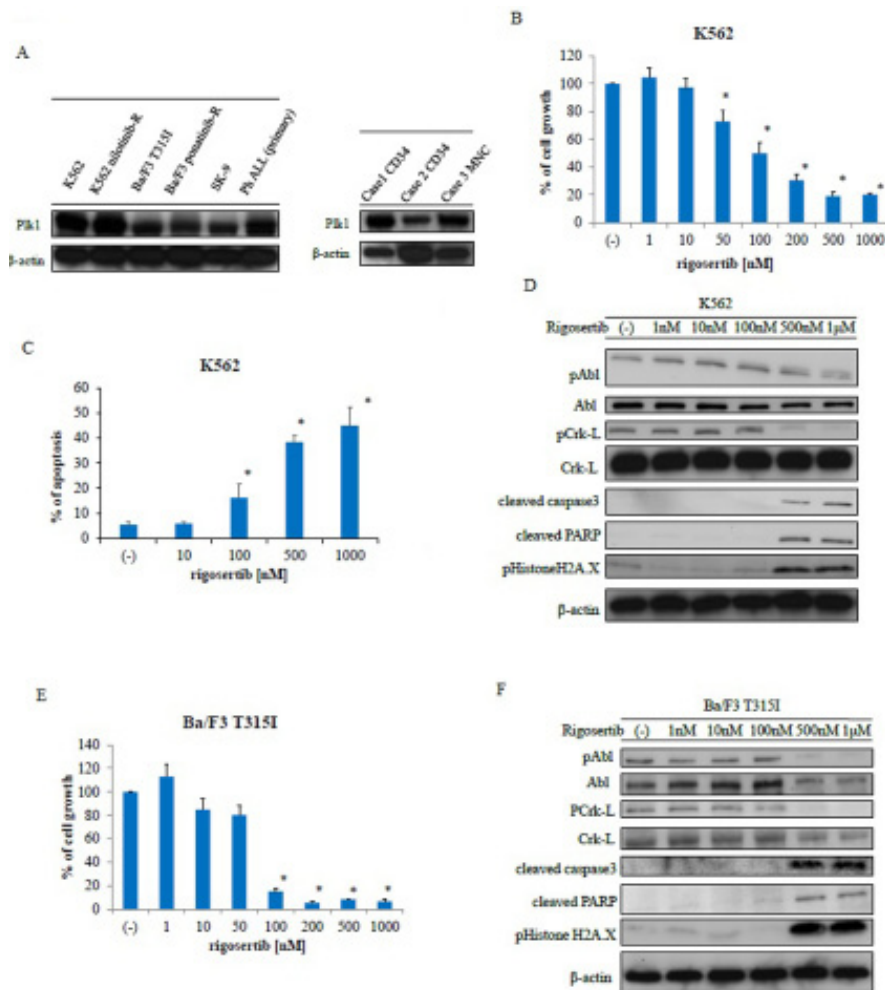 A
K562
K562 nilotinib-R
Ba/F3 T315I
Ba/F3 ponatinib-R
SK-9
Ph ALL (primary)
Plk1
β-actin
Case1 CD34
Case 2 CD34
Case 3 MNC
Plk1
β-actin
B
K562
% of cell growth
120
100
80
60
40
20
0
* * * * *
(-) 1 10 50 100 200 500 1000
rigosertib [nM]
C
K562
% of apoptosis
60
50
40
30
20
10
0
* * *
(-) 10 100 500 1000
rigosertib [nM]
D
K562
Rigosertib (-) 1nM 10nM 100nM 500nM 1μM
pAbl
Abl
pCrk-L
Crk-L
cleaved caspase3
cleaved PARP
pHistoneH2A.X
β-actin
E
Ba/F3 T315I
% of cell growth
140
120
100
80
60
40
20
0
* * * *
(-) 1 10 50 100 200 500 1000
rigosertib [nM]
F
Ba/F3 T315I
Rigosertib (-) 1nM 10nM 100nM 500nM 1μM
pAbl
Abl
PCrk-L
Crk-L
cleaved caspase3
cleaved PARP
pHistone H2A.X
β-actin